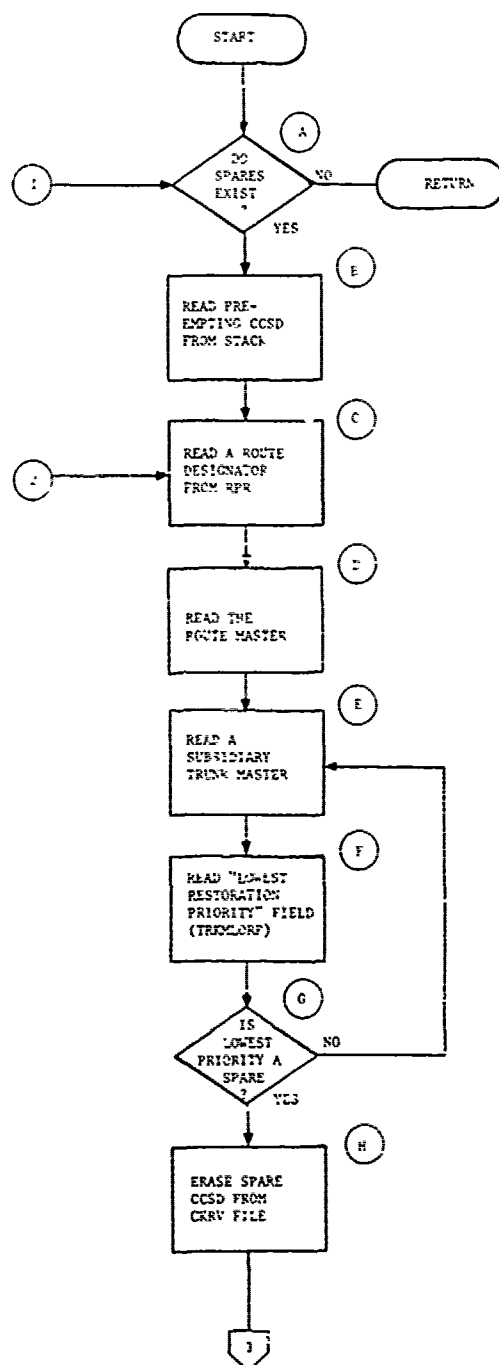 START
A
DO
SPARES
EXIST
?
NO
RETURN
YES
READ PRE-
EMPTING CCSD
FROM STACK
C
READ A ROUTE
DESIGNATOR
FROM RPR
READ THE
ROUTE MASTER
E
READ A
SUBSIDIARY
TRUNK MASTER
F
READ "LOWEST
RESTORATION
PRIORITY" FIELD
(TRKMLORP)
G
IS
LOWEST
PRIORITY A
SPARE
?
NO
YES
H
ERASE SPARE
CCSD FROM
CKRV FILE
3